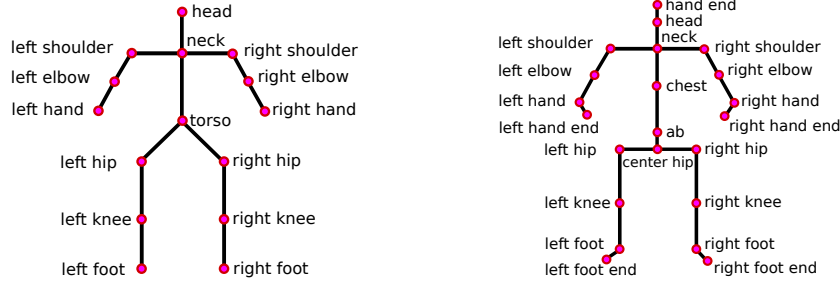 head
neck
left shoulder
right shoulder
left elbow
right elbow
left hand
right hand
torso
left hip
right hip
left knee
right knee
left foot
right foot
hand end
head
neck
left shoulder
right shoulder
left elbow
right elbow
chest
left hand
right hand
left hand end
right hand end
ab
left hip
center hip
right hip
left knee
right knee
left foot
right foot
left foot end
right foot end